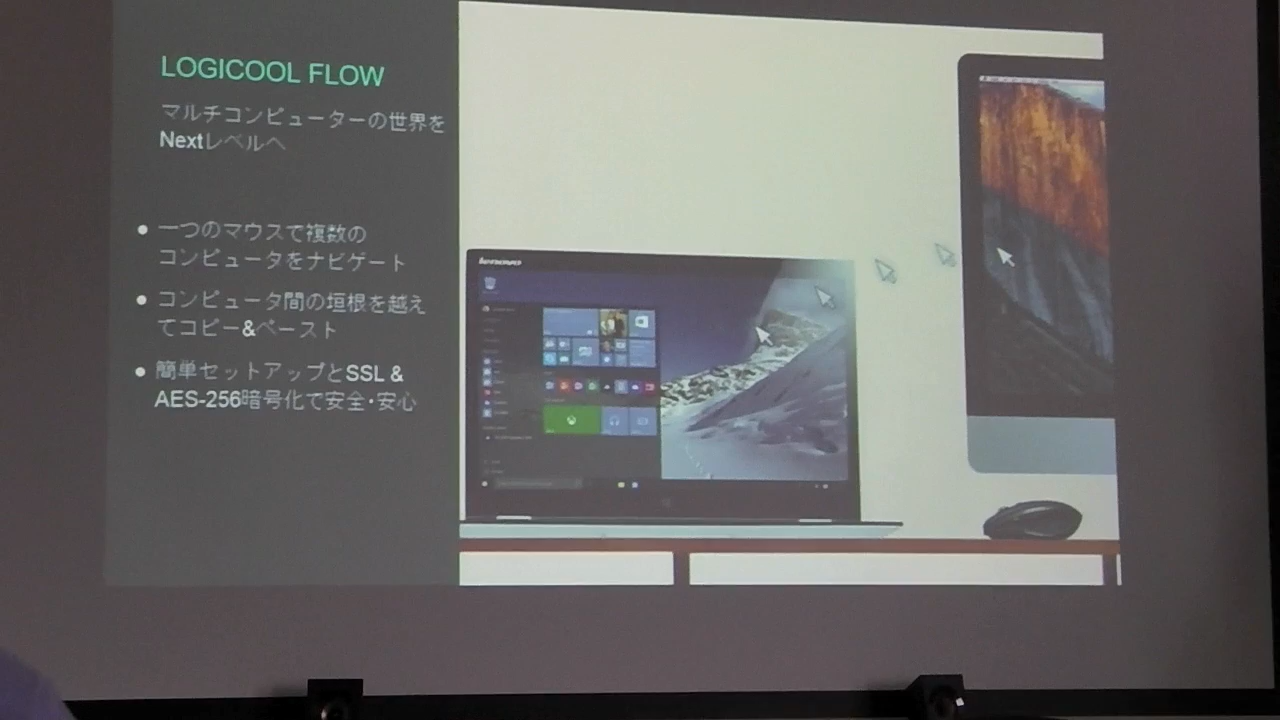 LOGICOOL FLOW
マルチコンピューターの世界を
Nextレベルへ
● 一つのマウスで複数の
コンピュータをナビゲート
● コンピュータ間の垣根を越え
てコピー&ペースト
● 簡単セットアップとSSL &
AES-256暗号化で安全・安心
lenovo